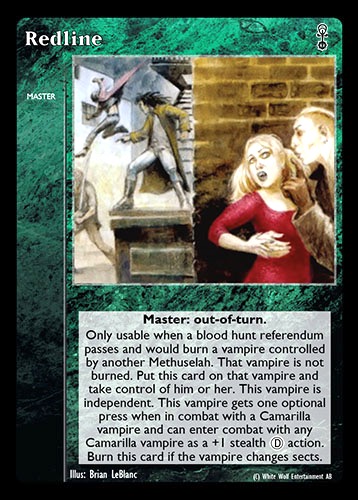 Redline
MASTER
Master: out-of-turn.
Only usable when a blood hunt referendum
passes and would burn a vampire controlled
by another Methuselah. That vampire is not
burned. Put this card on that vampire and
take control of him or her. This vampire is
independent. This vampire gets one optional
press when in combat with a Camarilla
vampire and can enter combat with any
Camarilla vampire as a +1 stealth Ⓓ action.
Burn this card if the vampire changes sects.
Illus: Brian LeBlanc
(C) White Wolf Entertainment AB